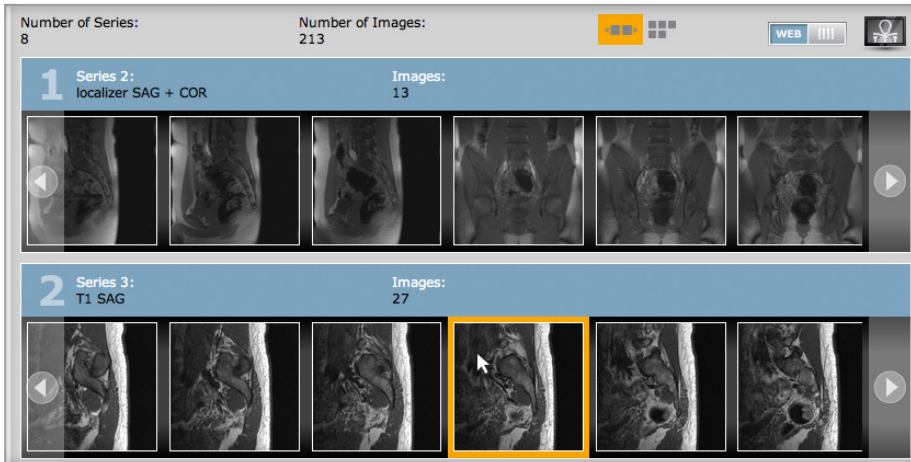 Number of Series:
8
Number of Images:
213
WEB
1
Series 2:
localizer SAG + COR
Images:
13
2
Series 3:
T1 SAG
Images:
27